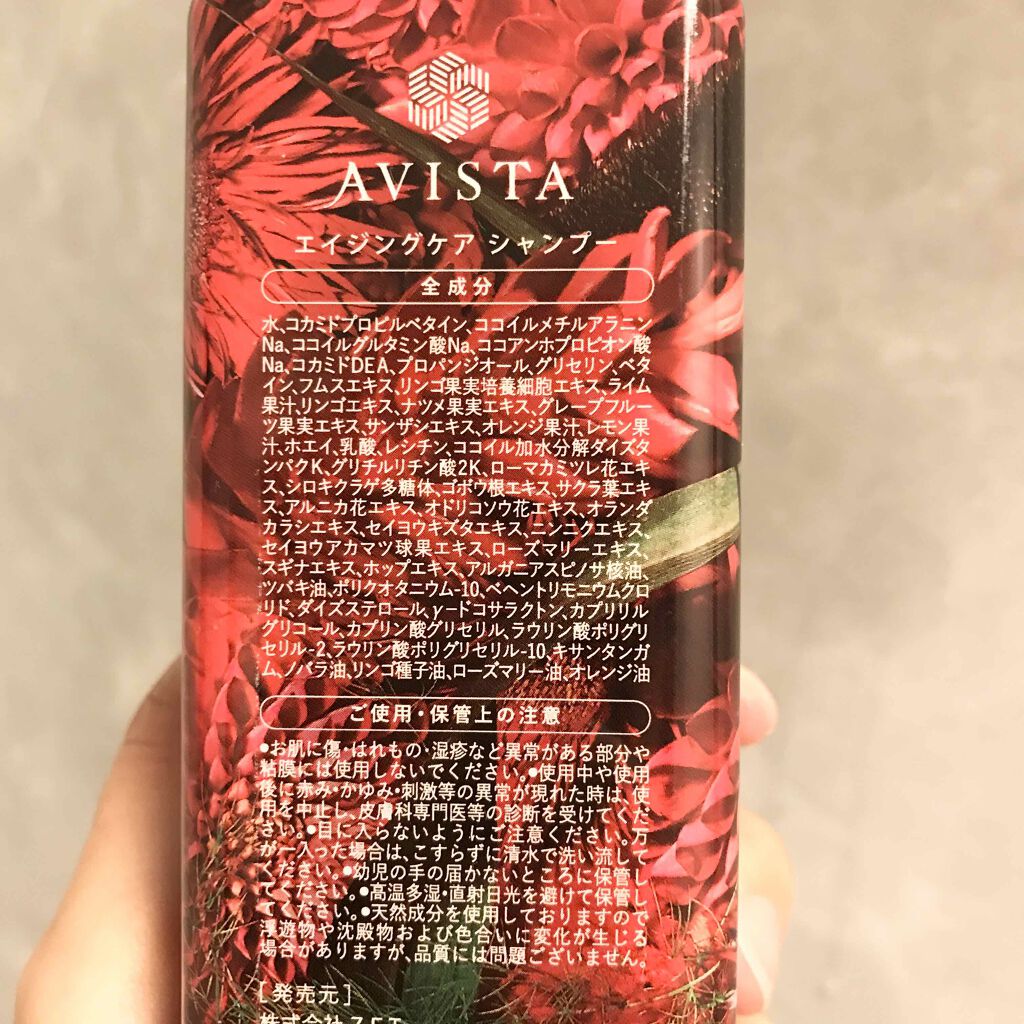 AVISTA
エイジングケア シャンプー
全成分
水、コカミドプロピルベタイン、ココイルメチルアラニン
Na、ココイルグルタミン酸Na、ココアンホプロピオン酸
Na、コカミドDEA、プロパンジオール、グリセリン、ベタ
イン、フムスエキス、リンゴ果実培養細胞エキス、ライム
果汁、リンゴエキス、ナツメ果実エキス、グレープフルー
ツ果実エキス、サンザシエキス、オレンジ果汁、レモン果
汁、ホエイ、乳酸、レシチン、ココイル加水分解ダイズタ
ンパクK、グリチルリチン酸2K、ローマカミツレ花エキ
ス、シロキクラゲ多糖体、ゴボウ根エキス、サクラ葉エキ
ス、アルニカ花エキス、オドリコソウ花エキス、オランダ
カラシエキス、セイヨウキズタエキス、ニンニクエキス、
セイヨウアカマツ球果エキス、ローズマリーエキス、
スギナエキス、ホップエキス、アルガニアスピノサ核油、
ツバキ油、ポリクオタニウム-10、ベヘントリモニウムクロ
リド、ダイズステロール、γ－ドコサラクトン、カプリリル
グリコール、カプリン酸グリセリル、ラウリン酸ポリグリ
セリル-2、ラウリン酸ポリグリセリル-10、キサンタンガ
ム、ノバラ油、リンゴ種子油、ローズマリー油、オレンジ油
ご使用・保管上の注意
●お肌に傷・はれもの・湿疹など異常がある部分や
粘膜には使用しないでください。●使用中や使用
後に赤み・かゆみ・刺激等の異常が現れた時は、使
用を中止し、皮膚科専門医等の診断を受けてくだ
さい。●目に入らないようにご注意ください。万
が一入った場合は、こすらずに清水で洗い流して
ください。●幼児の手の届かないところに保管し
てください。●高温多湿・直射日光を避けて保管し
てください。●天然成分を使用しておりますので
浮遊物や沈殿物および色合いに変化が生じる
場合がありますが、品質には問題ございません。
［発売元］
株式会社ZET